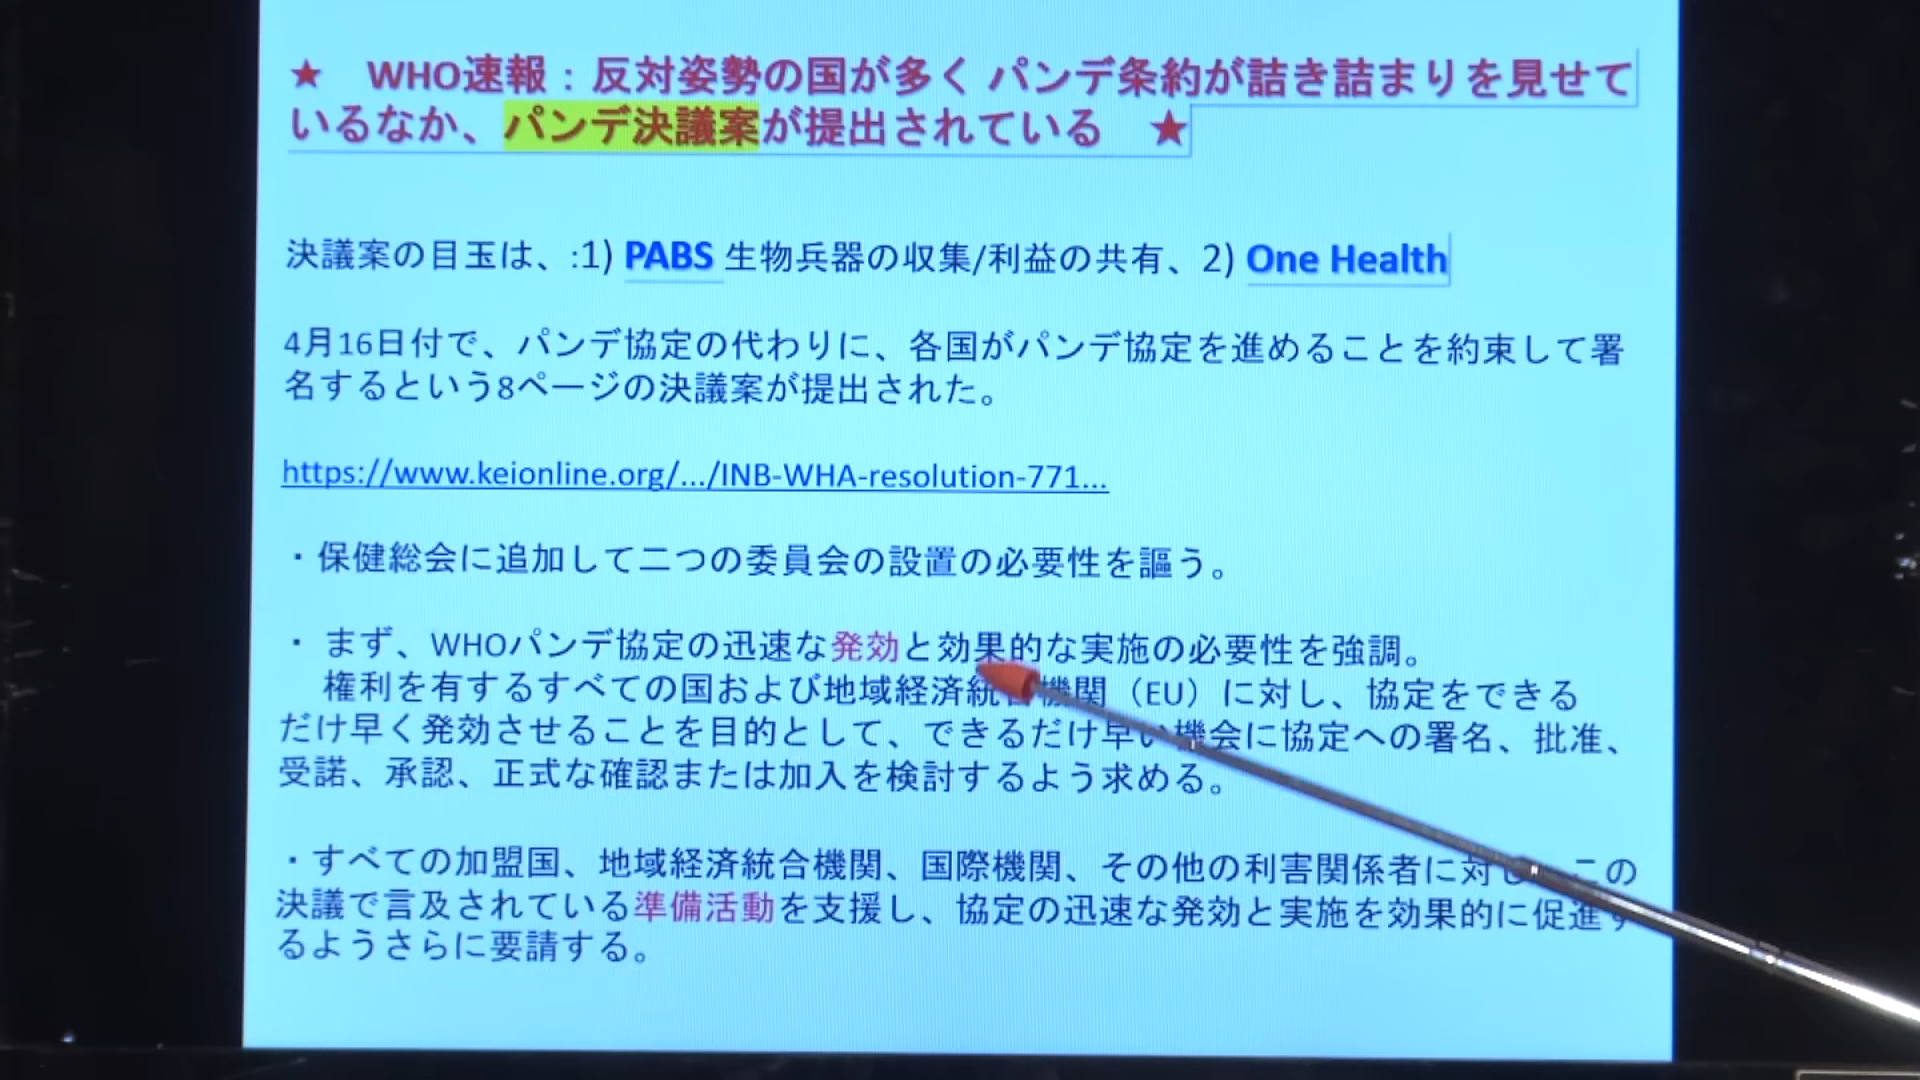 ★ WHO速報：反対姿勢の国が多く パンデ条約が詰き詰まりを見せて
いるなか、パンデ決議案が提出されている ★
決議案の目玉は、:1) PABS 生物兵器の収集/利益の共有、2) One Health
4月16日付で、パンデ協定の代わりに、各国がパンデ協定を進めることを約束して署
名するという8ページの決議案が提出された。
https://www.keionline.org/.../INB-WHA-resolution-771...
・保健総会に追加して二つの委員会の設置の必要性を謳う。
・ まず、WHOパンデ協定の迅速な発効と効果的な実施の必要性を強調。
権利を有するすべての国および地域経済統合機関（EU）に対し、協定をできる
だけ早く発効させることを目的として、できるだけ早い機会に協定への署名、批准、
受諾、承認、正式な確認または加入を検討するよう求める。
・すべての加盟国、地域経済統合機関、国際機関、その他の利害関係者に対し、この
決議で言及されている準備活動を支援し、協定の迅速な発効と実施を効果的に促進す
るようさらに要請する。